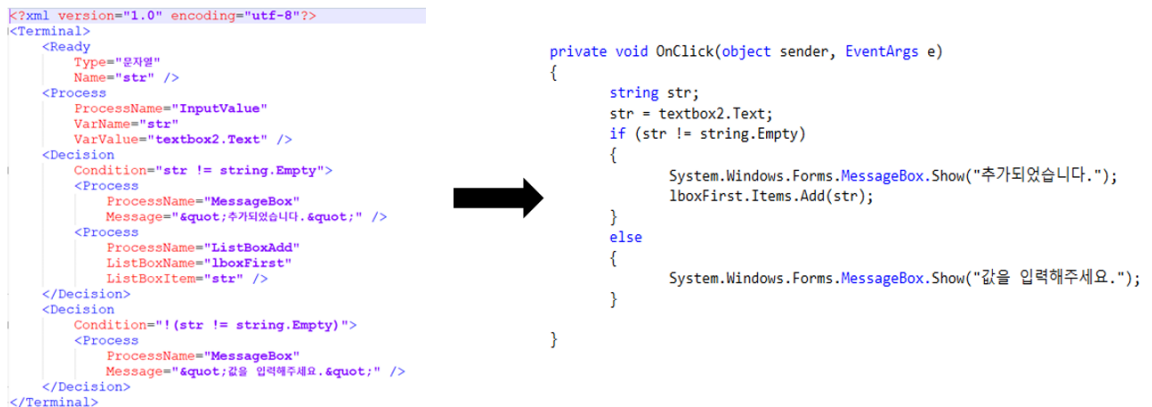 <?xml version="1.0" encoding="utf-8"?>
<Terminal>
<Ready
Type="문자열"
Name="str" />
<Process
ProcessName="InputValue"
VarName="str"
VarValue="textbox2.Text" />
<Decision
Condition="str != string.Empty">
<Process
ProcessName="MessageBox"
Message="&quot;추가되었습니다.&quot;" />
<Process
ProcessName="ListBoxAdd"
ListBoxName="lboxFirst"
ListBoxItem="str" />
</Decision>
<Decision
Condition="!(str != string.Empty)">
<Process
ProcessName="MessageBox"
Message="&quot;값을 입력해주세요.&quot;" />
</Decision>
</Terminal>
private void OnClick(object sender, EventArgs e)
{
string str;
str = textbox2.Text;
if (str != string.Empty)
{
System.Windows.Forms.MessageBox.Show("추가되었습니다.");
lboxFirst.Items.Add(str);
}
else
{
System.Windows.Forms.MessageBox.Show("값을 입력해주세요.");
}
}